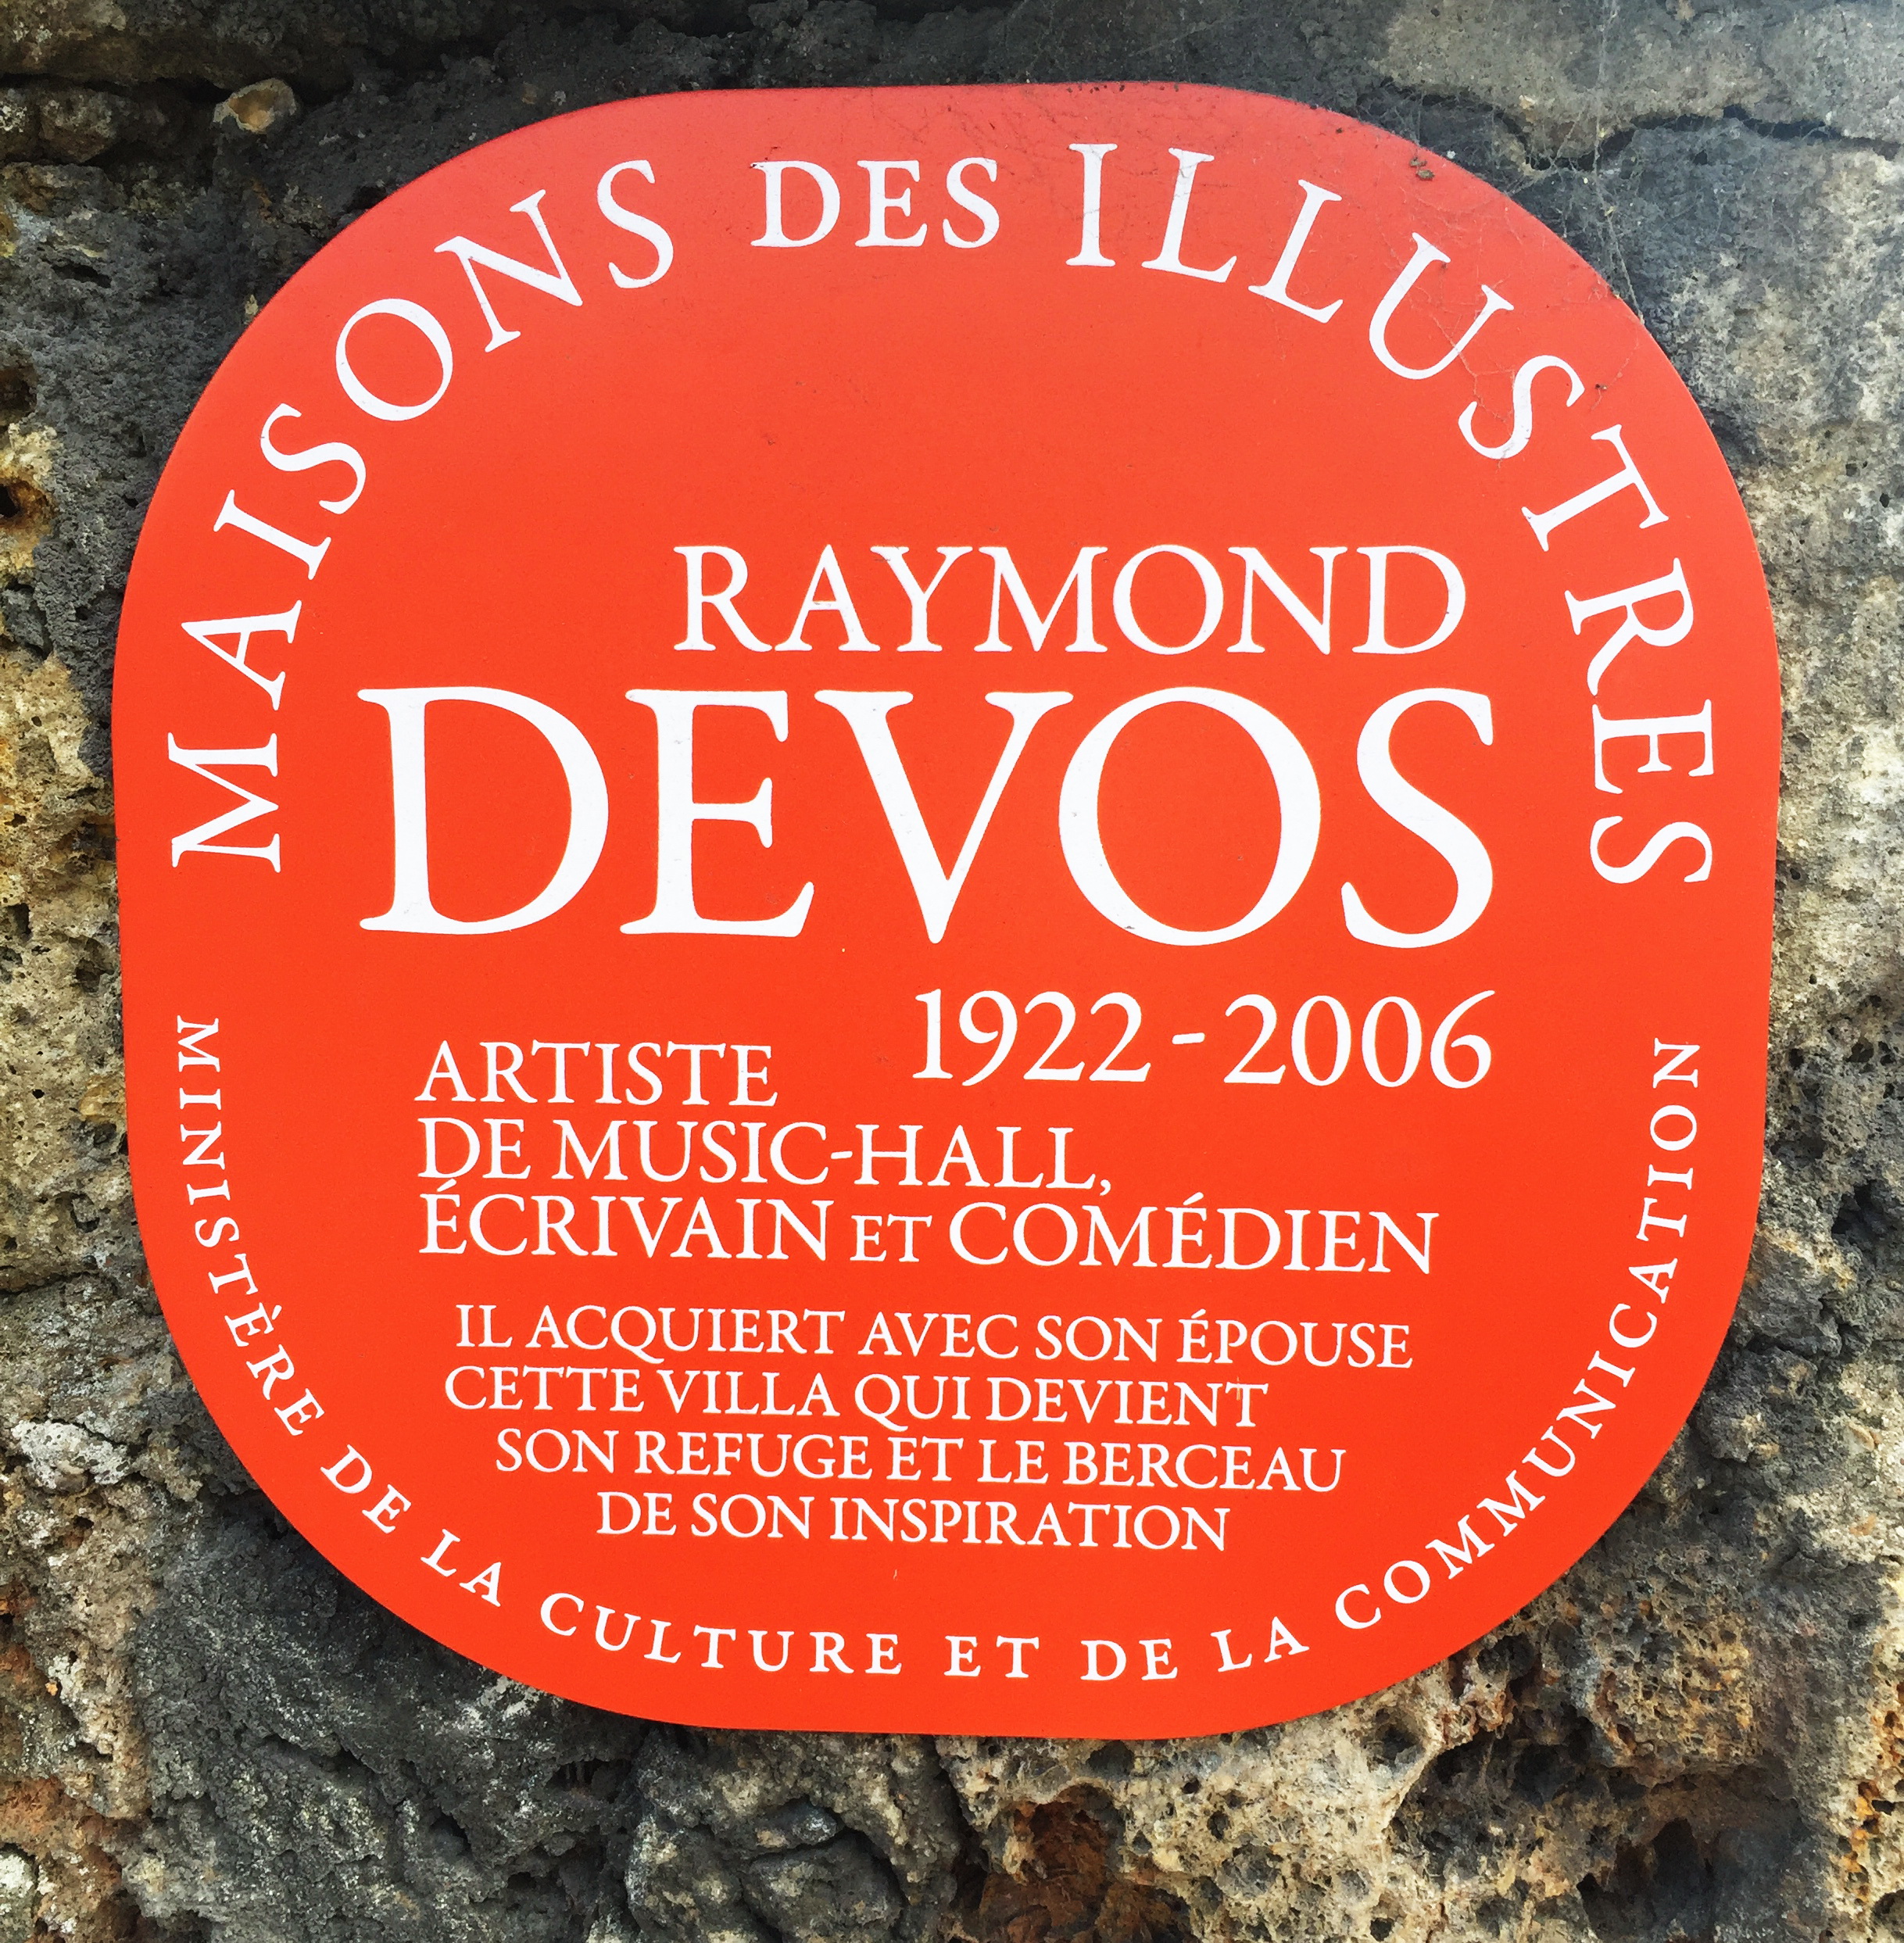 MAISONS DES ILLUSTRES
RAYMOND
DEVOS
1922-2006
ARTISTE
DE MUSIC-HALL,
ÉCRIVAIN ET COMÉDIEN
IL ACQUIERT AVEC SON ÉPOUSE
CETTE VILLA QUI DEVIENT
SON REFUGE ET LE BERCEAU
DE SON INSPIRATION
MINISTÈRE DE LA CULTURE ET DE LA COMMUNICATION